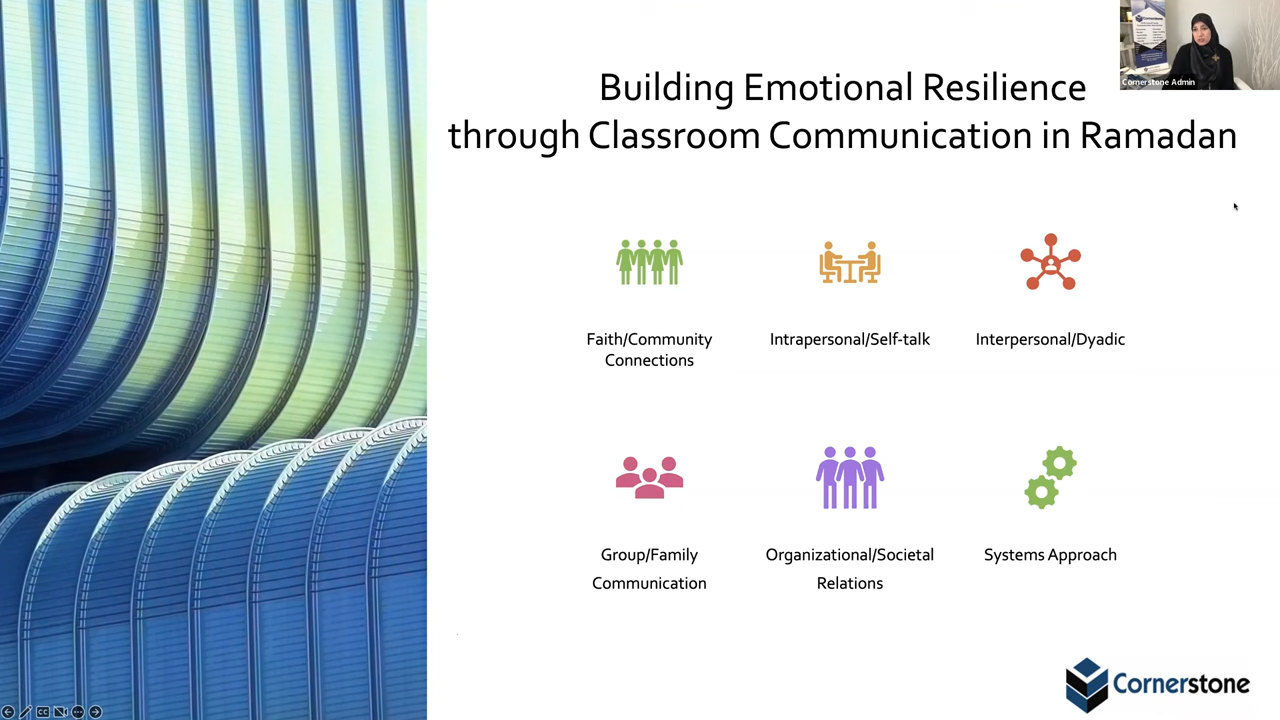 Building Emotional Resilience
through Classroom Communication in Ramadan
Cornerstone
Cornerstone Admin
Faith/Community
Connections
Intrapersonal/Self-talk
Interpersonal/Dyadic
Group/Family
Communication
Organizational/Societal
Relations
Systems Approach
Cornerstone